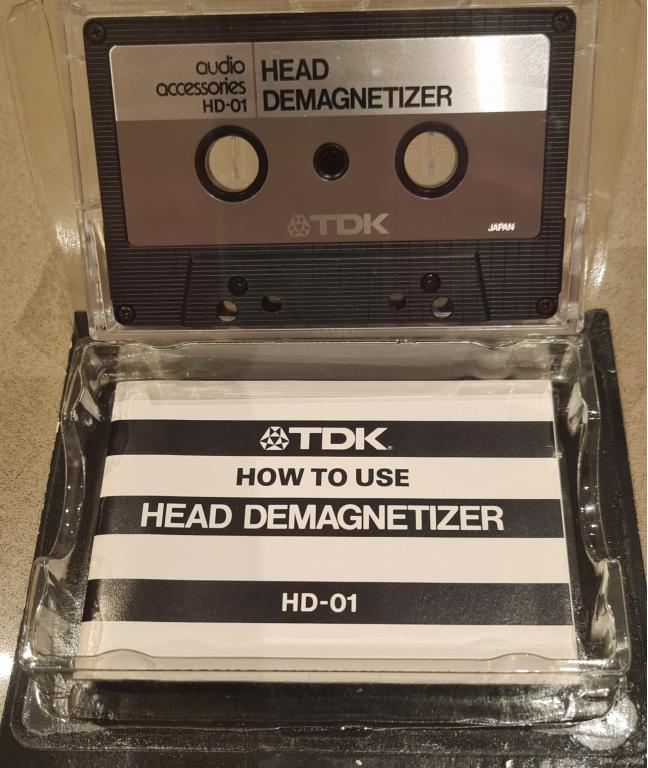 audio
accessories
HD-01
HEAD
DEMAGNETIZER
TDK
JAPAN
TDK
HOW TO USE
HEAD DEMAGNETIZER
HD-01